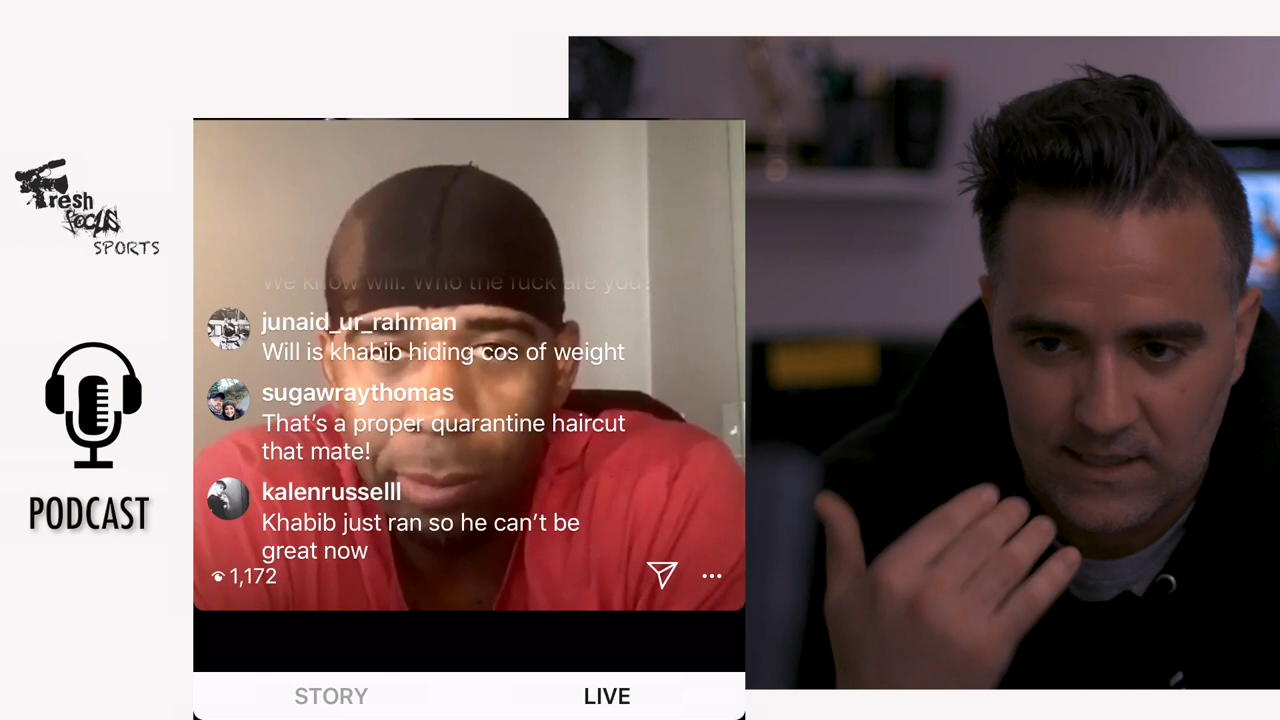 Fresh
Focus
SPORTS
PODCAST
We know will. Who the fuck are you?
junaid_ur_rahman
Will is khabib hiding cos of weight
sugawraythomas
That’s a proper quarantine haircut
that mate!
kalenrusselll
Khabib just ran so he can’t be
great now
1,172
STORY
LIVE